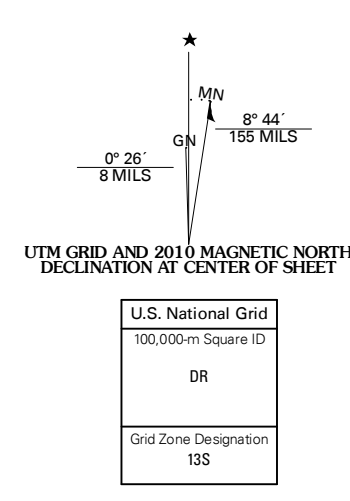 ★
MN
8° 44´
155 MILS
GN
0° 26´
8 MILS
UTM GRID AND 2010 MAGNETIC NORTH
DECLINATION AT CENTER OF SHEET
U.S. National Grid
100,000-m Square ID
DR
Grid Zone Designation
13S